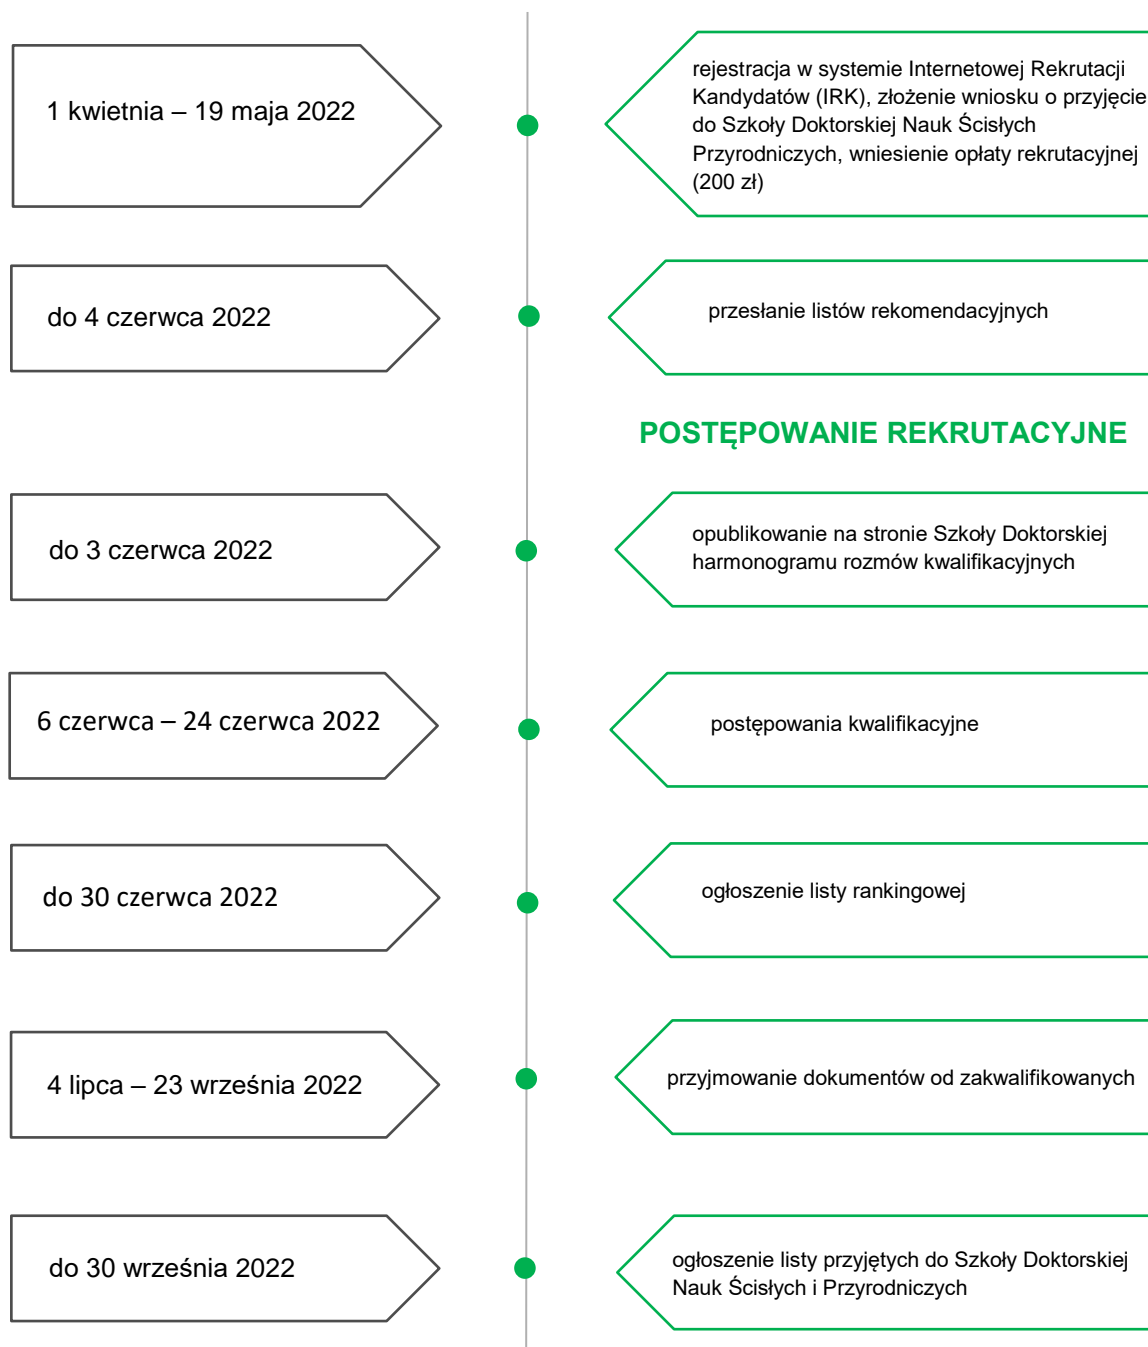 1 kwietnia – 19 maja 2022
rejestracja w systemie Internetowej Rekrutacji
Kandydatów (IRK), złożenie wniosku o przyjęcie
do Szkoły Doktorskiej Nauk Ścisłych
Przyrodniczych, wniesienie opłaty rekrutacyjnej
(200 zł)
do 4 czerwca 2022
przesłanie listów rekomendacyjnych
POSTĘPOWANIE REKRUTACYJNE
do 3 czerwca 2022
opublikowanie na stronie Szkoły Doktorskiej
harmonogramu rozmów kwalifikacyjnych
6 czerwca – 24 czerwca 2022
postępowania kwalifikacyjne
do 30 czerwca 2022
ogłoszenie listy rankingowej
4 lipca – 23 września 2022
przyjmowanie dokumentów od zakwalifikowanych
do 30 września 2022
ogłoszenie listy przyjętych do Szkoły Doktorskiej
Nauk Ścisłych i Przyrodniczych